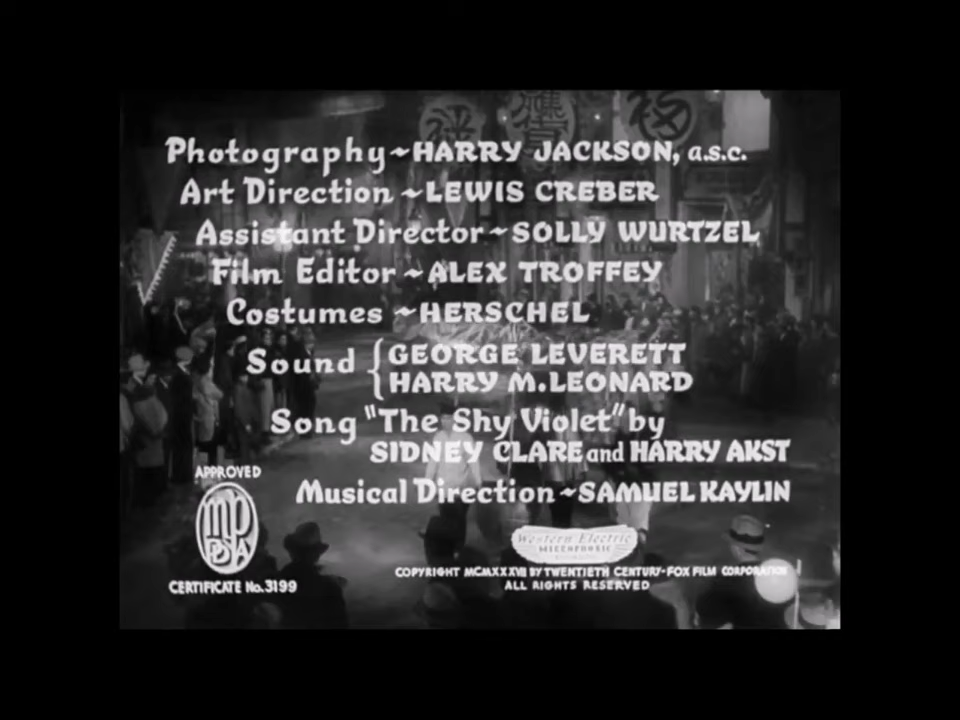 Photography~HARRY JACKSON, a.s.c.
Art Direction ~LEWIS CREBER
Assistant Director~SOLLY WURTZEL
Film Editor ~ALEX TROFFEY
Costumes ~HERSCHEL
Sound { GEORGE LEVERETT
HARRY M. LEONARD
Song "The Shy Violet" by
SIDNEY CLARE and HARRY AKST
Musical Direction ~SAMUEL KAYLIN
APPROVED
MPPDA
CERTIFICATE No. 3199
Western Electric
MICROPHONIC
COPYRIGHT MCMXXXVII BY TWENTIETH CENTURY-FOX FILM CORPORATION
ALL RIGHTS RESERVED
福